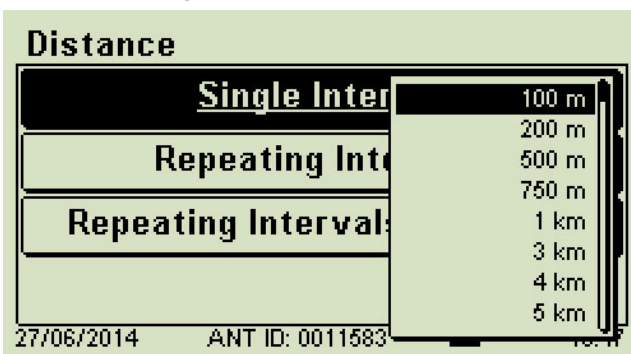 Distance
Single Inter
100 m
200 m
Repeating Int
500 m
750 m
Repeating Intervals
1 km
3 km
4 km
5 km
27/06/2014 ANT ID: 0011583